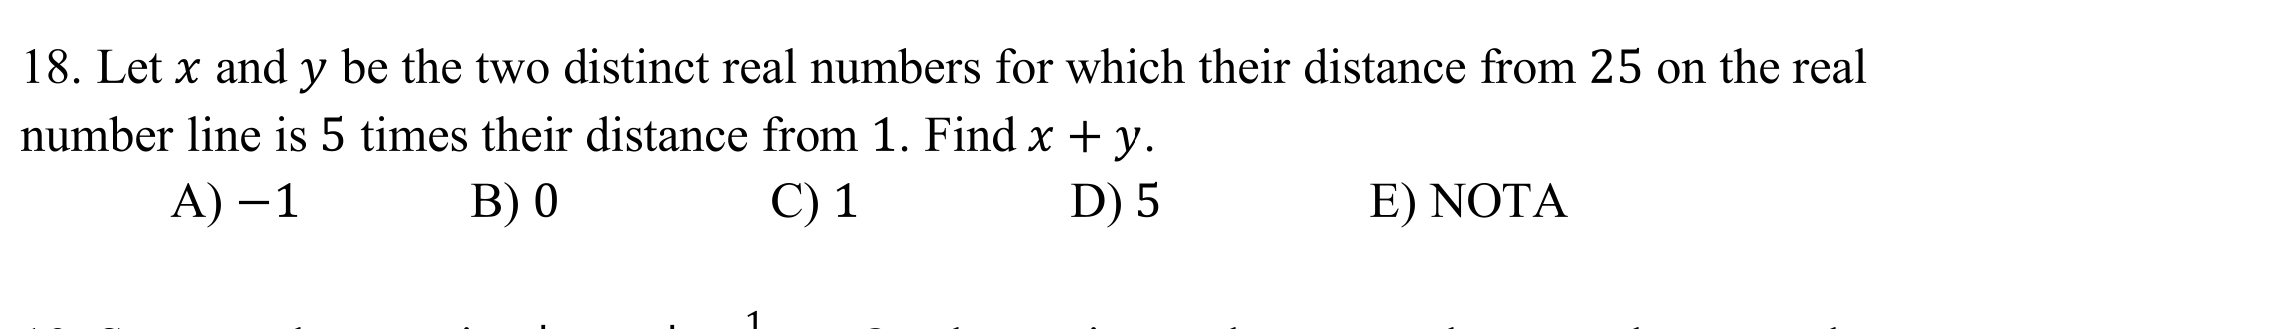 18. Let x and y be the two distinct real numbers for which their distance from 25 on the real
number line is 5 times their distance from 1. Find x + y.
A) −1 B) 0 C) 1 D) 5 E) NOTA